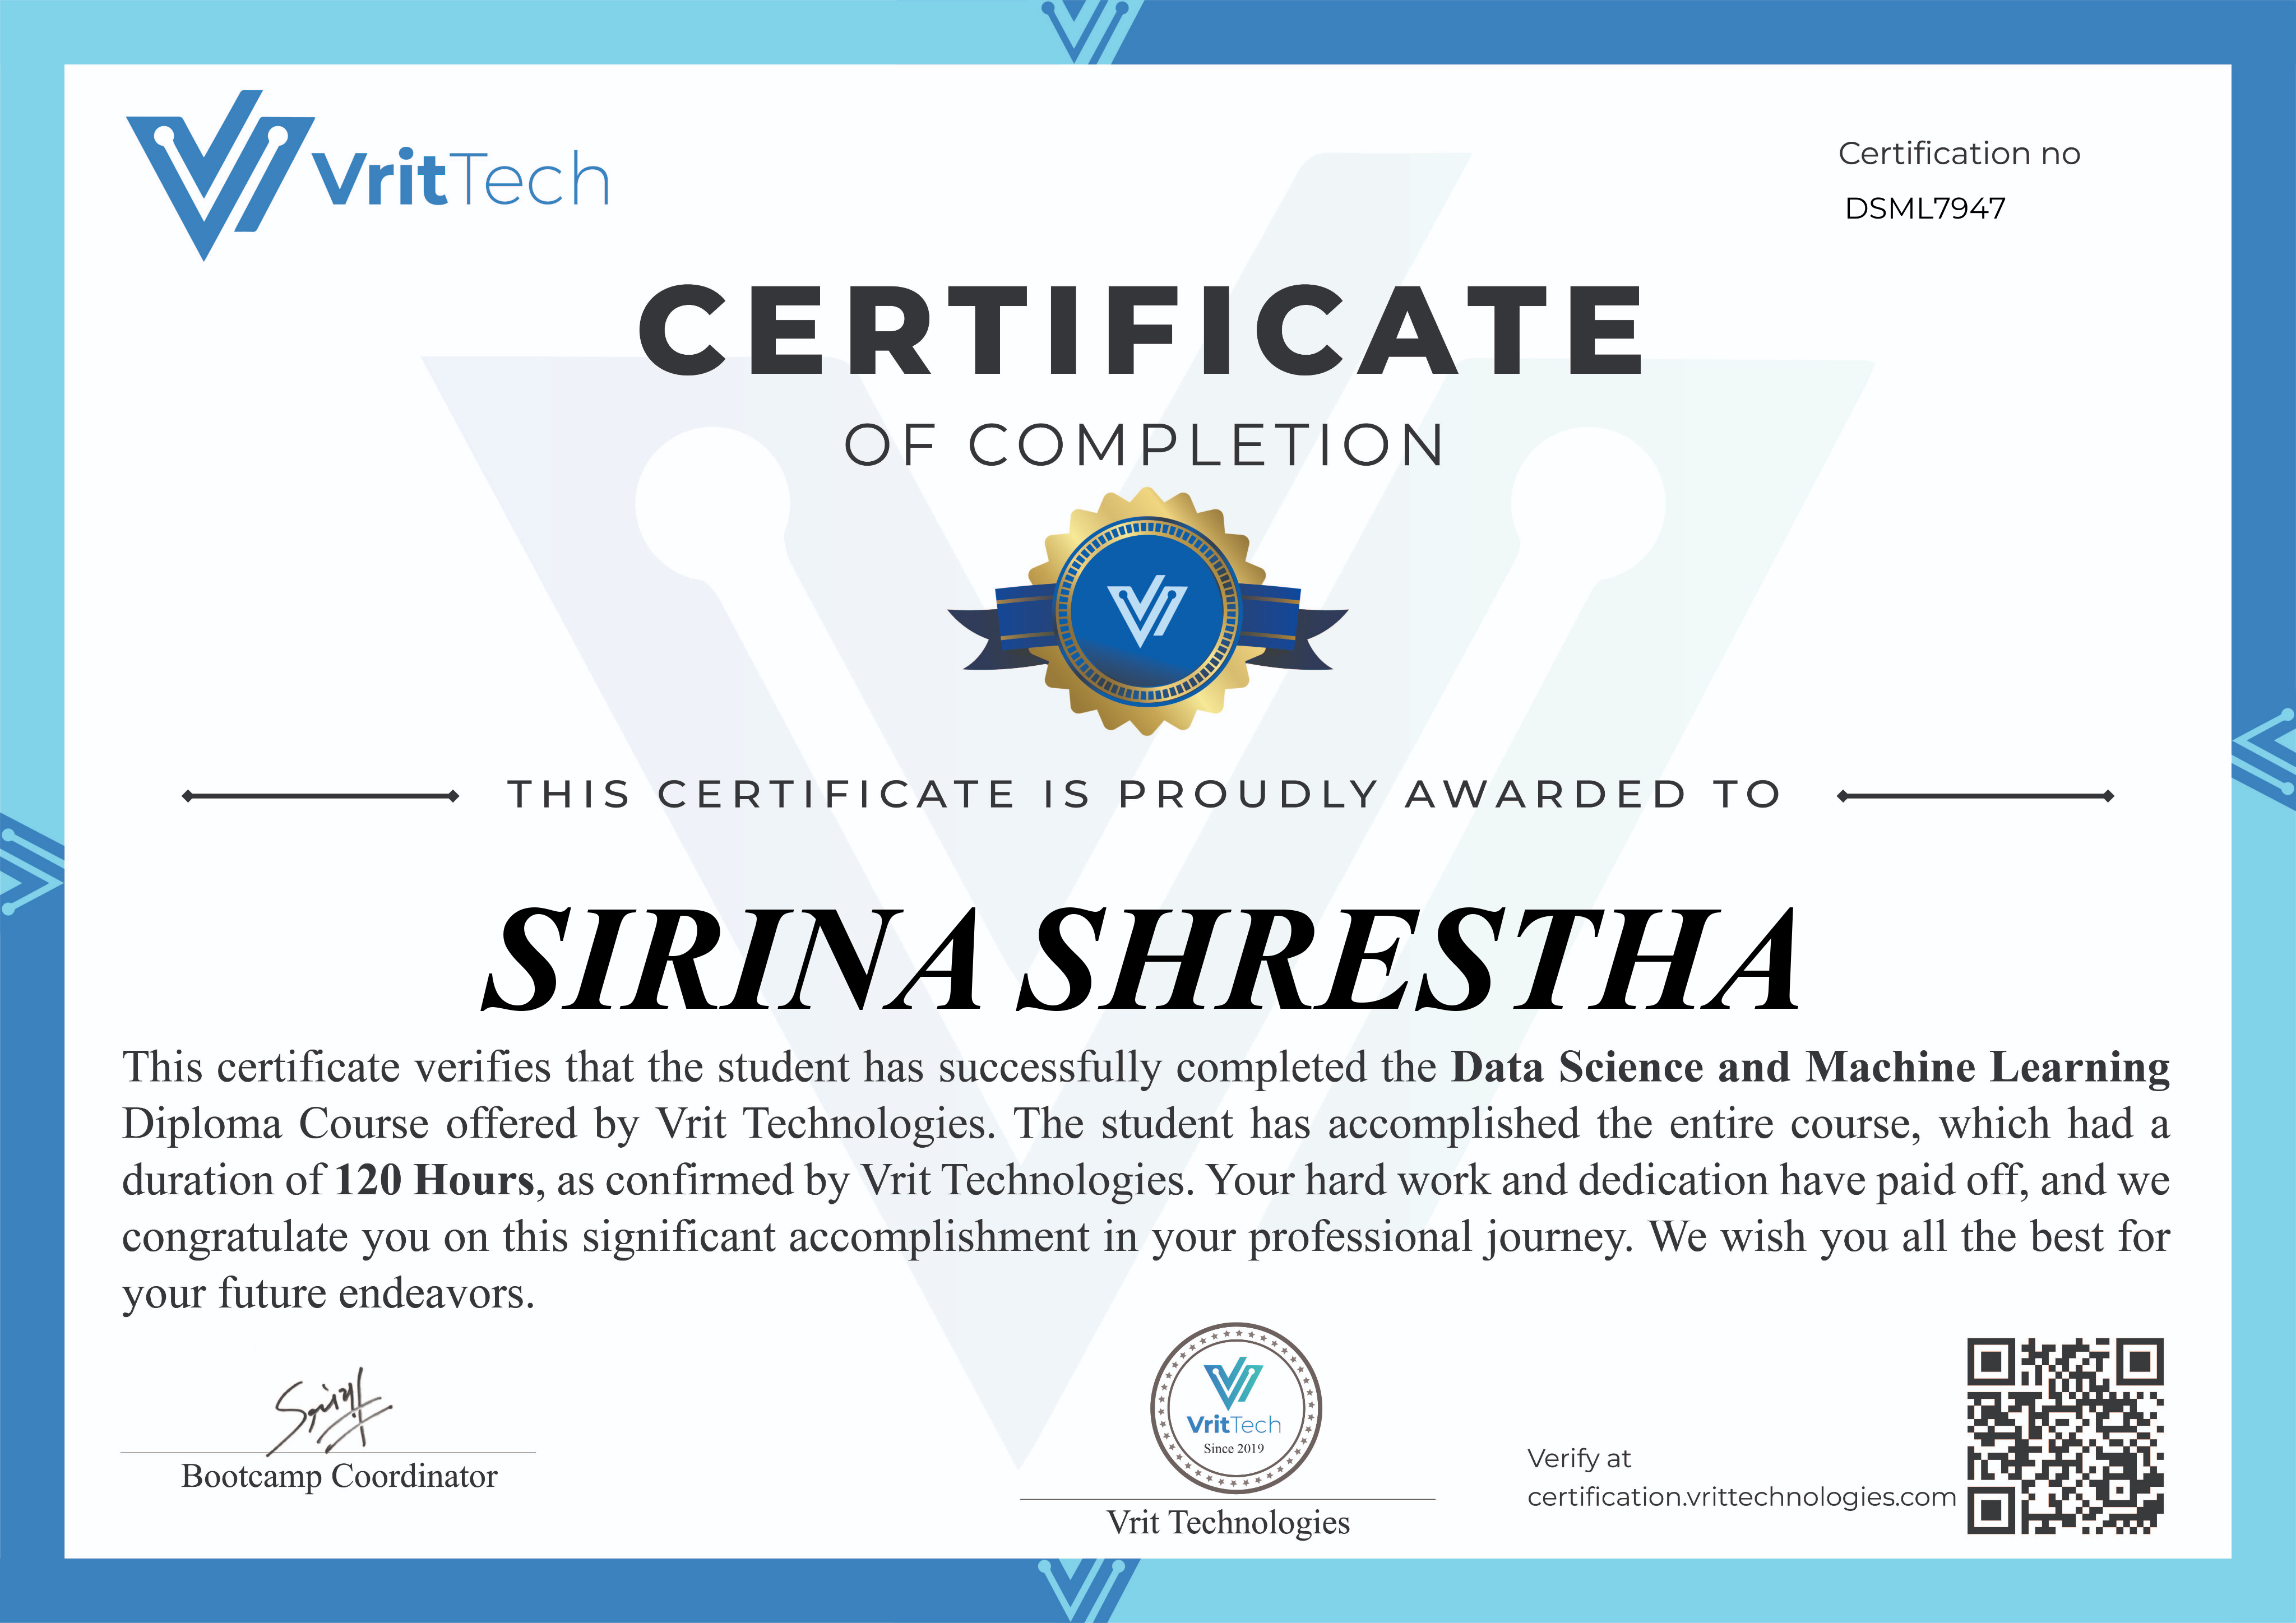 VritTech
Certification no
DSML7947
CERTIFICATE
OF COMPLETION
THIS CERTIFICATE IS PROUDLY AWARDED TO
SIRINA SHRESTHA
This certificate verifies that the student has successfully completed the Data Science and Machine Learning
Diploma Course offered by Vrit Technologies. The student has accomplished the entire course, which had a
duration of 120 Hours, as confirmed by Vrit Technologies. Your hard work and dedication have paid off, and we
congratulate you on this significant accomplishment in your professional journey. We wish you all the best for
your future endeavors.
Bootcamp Coordinator
VritTech
Since 2019
Vrit Technologies
Verify at
certification.vrittechnologies.com